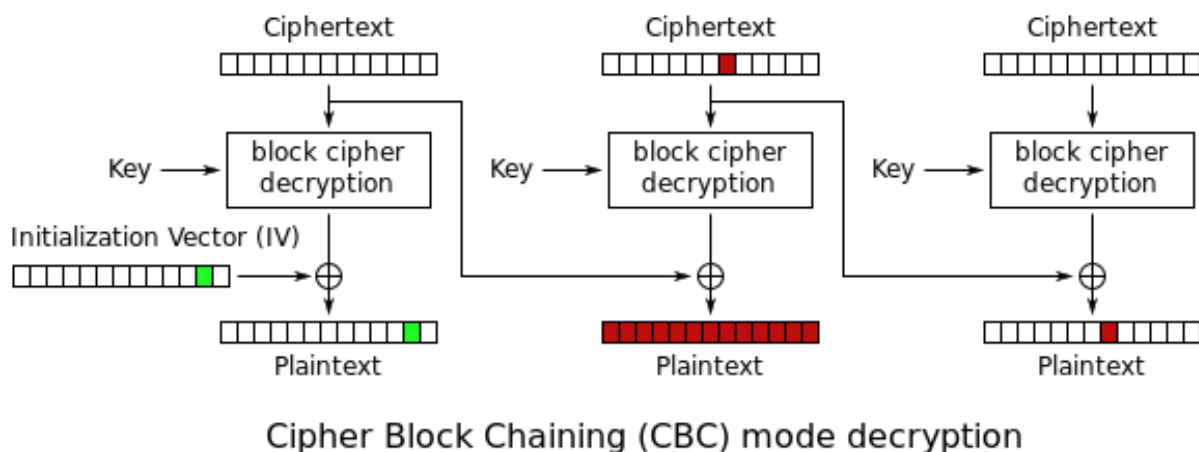 Ciphertext
Ciphertext
Ciphertext
Key
block cipher
decryption
Key
block cipher
decryption
Key
block cipher
decryption
Initialization Vector (IV)
Plaintext
Plaintext
Plaintext
Cipher Block Chaining (CBC) mode decryption